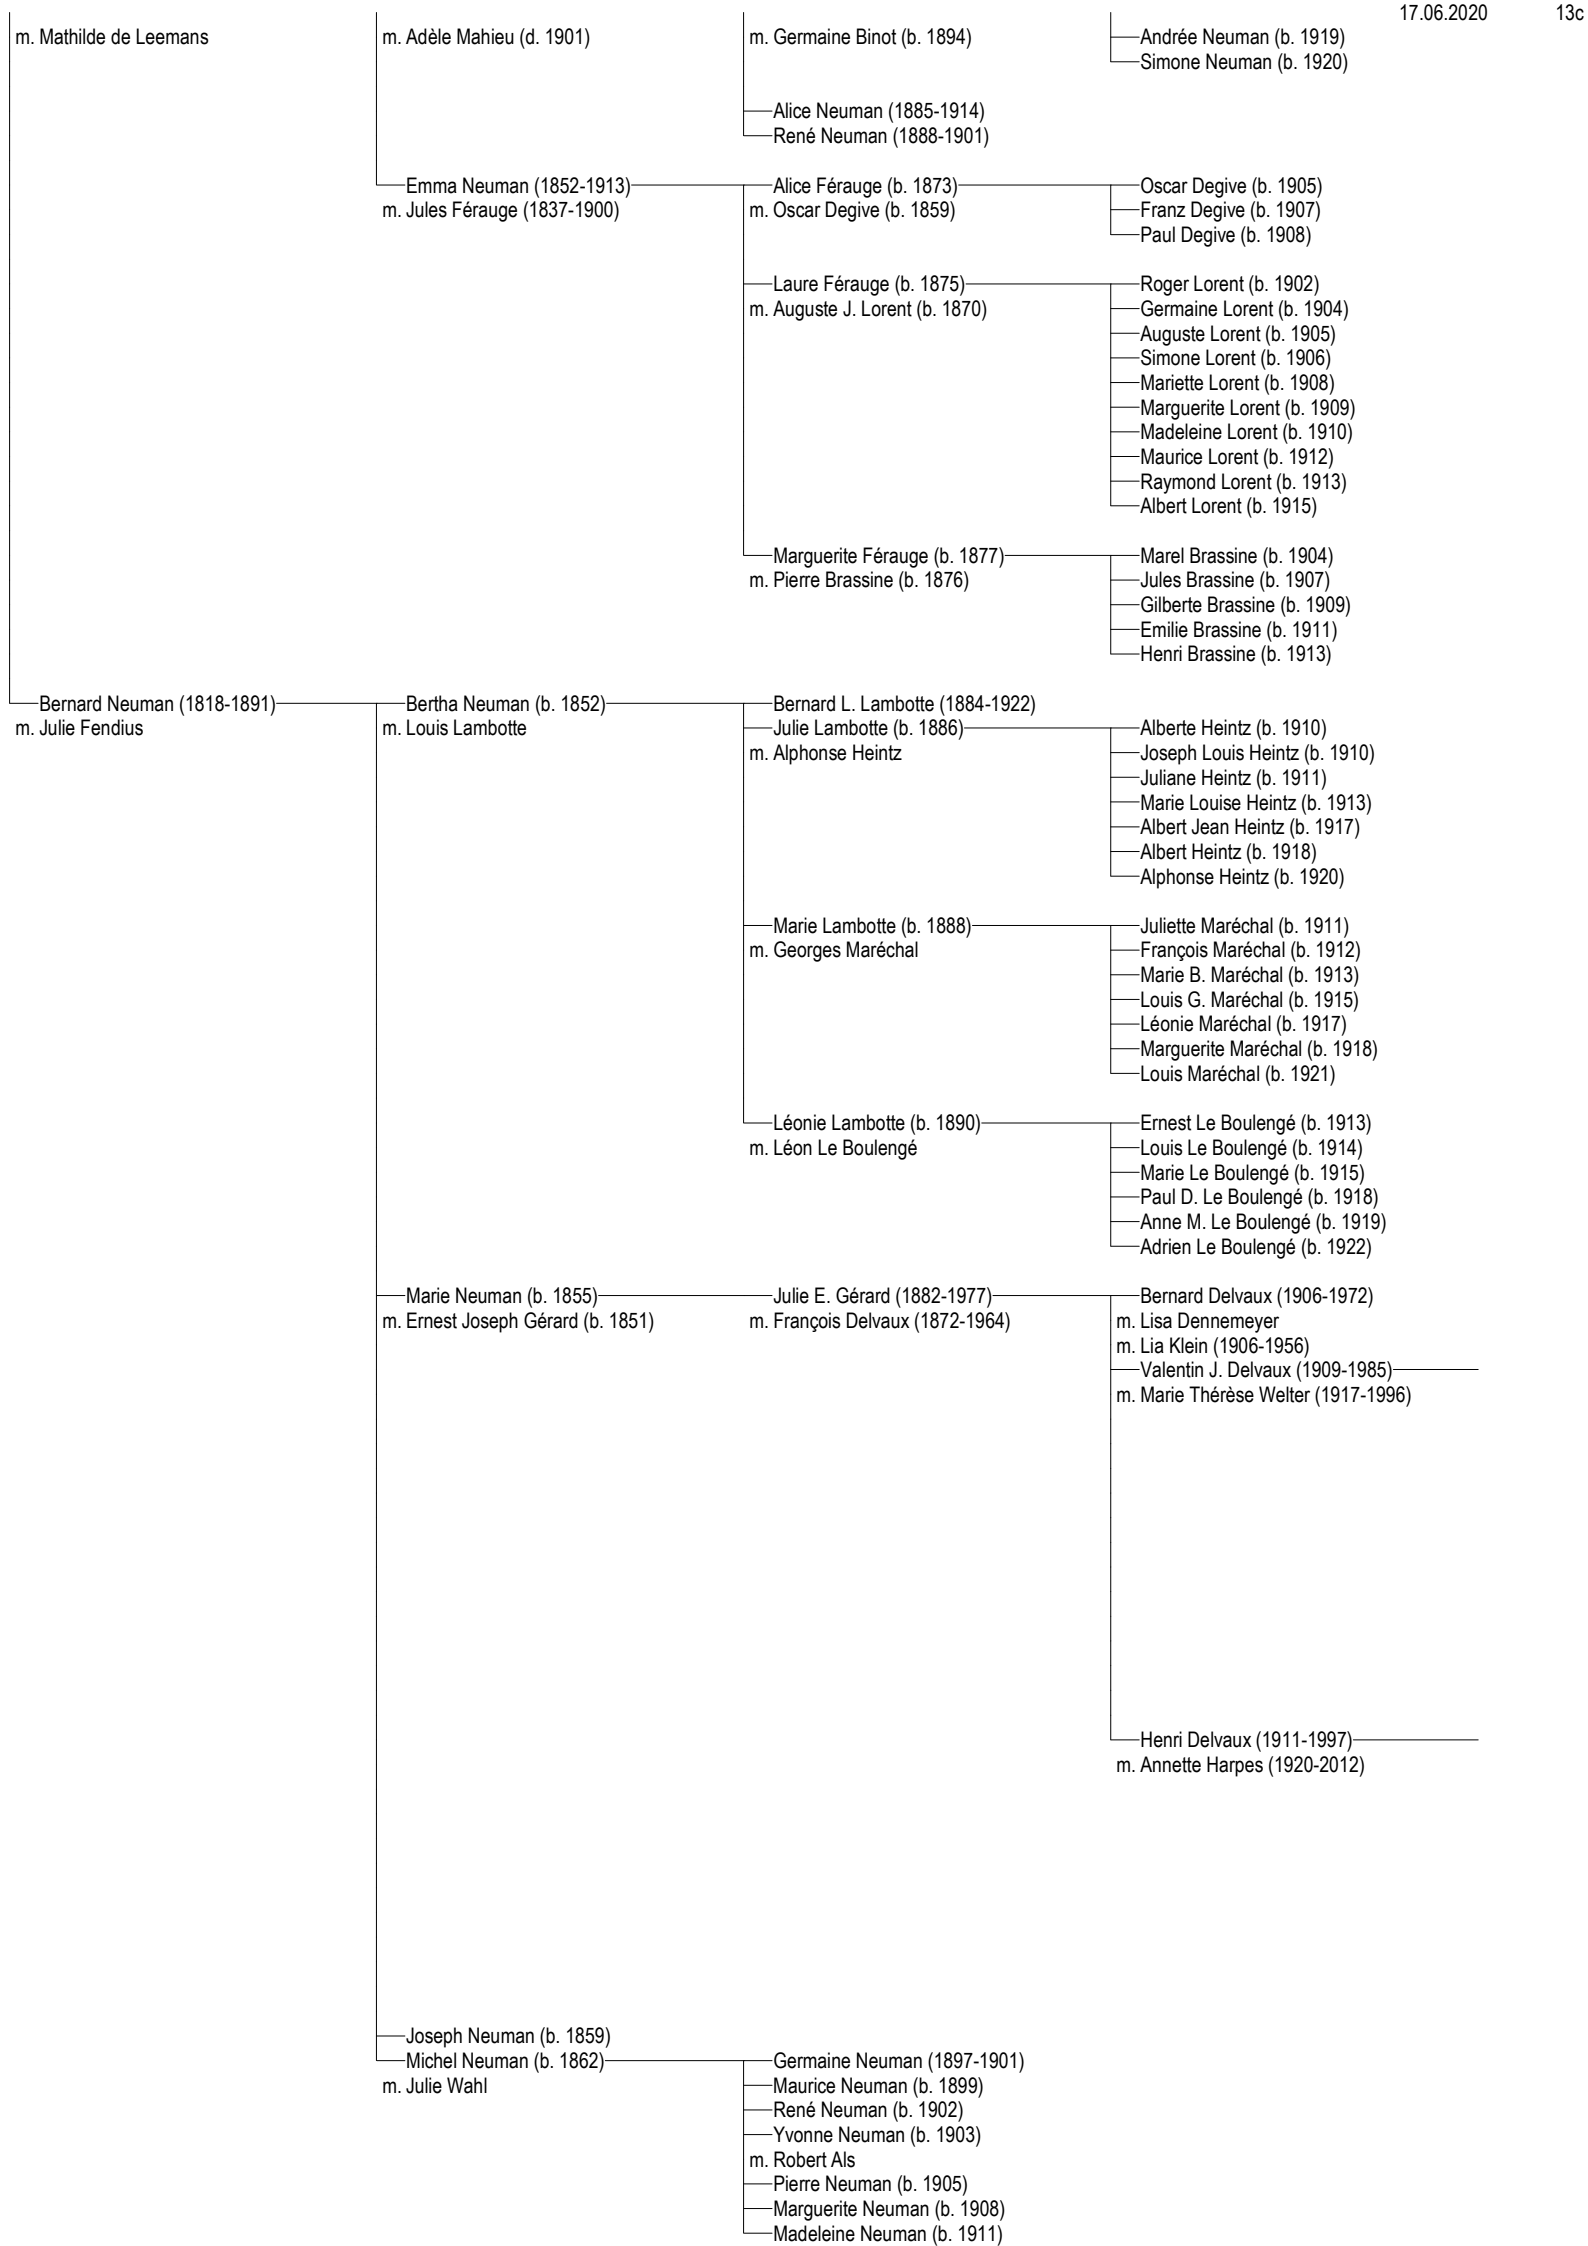 17.06.2020 13c
m. Mathilde de Leemans
m. Adèle Mahieu (d. 1901)
m. Germaine Binot (b. 1894)
Andrée Neuman (b. 1919)
Simone Neuman (b. 1920)
Alice Neuman (1885-1914)
René Neuman (1888-1901)
Emma Neuman (1852-1913)
m. Jules Férauge (1837-1900)
Alice Férauge (b. 1873)
m. Oscar Degive (b. 1859)
Oscar Degive (b. 1905)
Franz Degive (b. 1907)
Paul Degive (b. 1908)
Laure Férauge (b. 1875)
m. Auguste J. Lorent (b. 1870)
Roger Lorent (b. 1902)
Germaine Lorent (b. 1904)
Auguste Lorent (b. 1905)
Simone Lorent (b. 1906)
Mariette Lorent (b. 1908)
Marguerite Lorent (b. 1909)
Madeleine Lorent (b. 1910)
Maurice Lorent (b. 1912)
Raymond Lorent (b. 1913)
Albert Lorent (b. 1915)
Marguerite Férauge (b. 1877)
m. Pierre Brassine (b. 1876)
Marel Brassine (b. 1904)
Jules Brassine (b. 1907)
Gilberte Brassine (b. 1909)
Emilie Brassine (b. 1911)
Henri Brassine (b. 1913)
Bernard Neuman (1818-1891)
m. Julie Fendius
Bertha Neuman (b. 1852)
m. Louis Lambotte
Bernard L. Lambotte (1884-1922)
Julie Lambotte (b. 1886)
m. Alphonse Heintz
Alberte Heintz (b. 1910)
Joseph Louis Heintz (b. 1910)
Juliane Heintz (b. 1911)
Marie Louise Heintz (b. 1913)
Albert Jean Heintz (b. 1917)
Albert Heintz (b. 1918)
Alphonse Heintz (b. 1920)
Marie Lambotte (b. 1888)
m. Georges Maréchal
Juliette Maréchal (b. 1911)
François Maréchal (b. 1912)
Marie B. Maréchal (b. 1913)
Louis G. Maréchal (b. 1915)
Léonie Maréchal (b. 1917)
Marguerite Maréchal (b. 1918)
Louis Maréchal (b. 1921)
Léonie Lambotte (b. 1890)
m. Léon Le Boulengé
Ernest Le Boulengé (b. 1913)
Louis Le Boulengé (b. 1914)
Marie Le Boulengé (b. 1915)
Paul D. Le Boulengé (b. 1918)
Anne M. Le Boulengé (b. 1919)
Adrien Le Boulengé (b. 1922)
Marie Neuman (b. 1855)
m. Ernest Joseph Gérard (b. 1851)
Julie E. Gérard (1882-1977)
m. François Delvaux (1872-1964)
Bernard Delvaux (1906-1972)
m. Lisa Dennemeyer
m. Lia Klein (1906-1956)
Valentin J. Delvaux (1909-1985)
m. Marie Thérèse Welter (1917-1996)
Henri Delvaux (1911-1997)
m. Annette Harpes (1920-2012)
Joseph Neuman (b. 1859)
Michel Neuman (b. 1862)
m. Julie Wahl
Germaine Neuman (1897-1901)
Maurice Neuman (b. 1899)
René Neuman (b. 1902)
Yvonne Neuman (b. 1903)
m. Robert Als
Pierre Neuman (b. 1905)
Marguerite Neuman (b. 1908)
Madeleine Neuman (b. 1911)